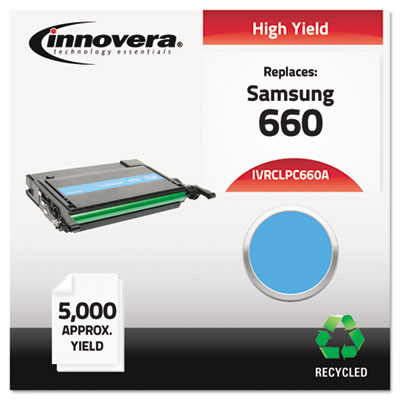 innovera
technology essentials
High Yield
Replaces:
Samsung
660
IVRCLPC660A
5,000
APPROX.
YIELD
RECYCLED